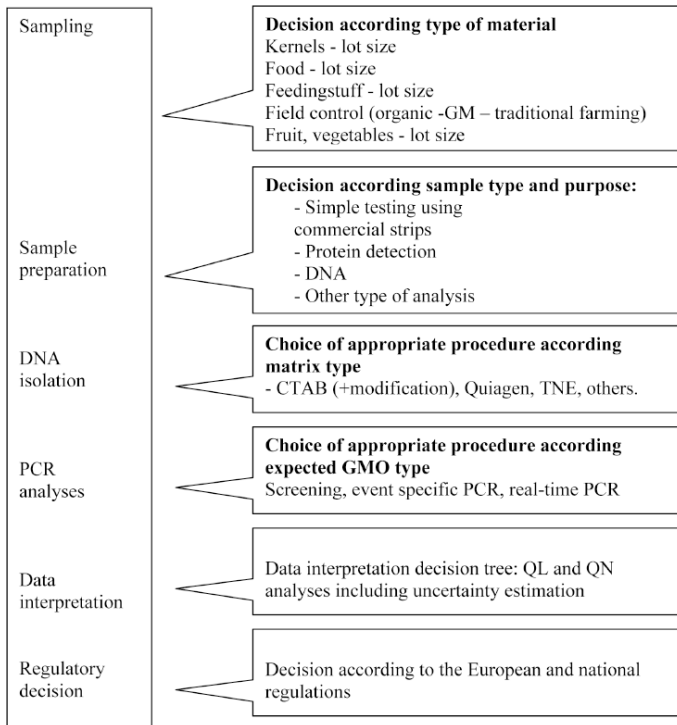 Sampling
Decision according type of material
Kernels - lot size
Food - lot size
Feedingstuff - lot size
Field control (organic -GM – traditional farming)
Fruit, vegetables - lot size
Sample
preparation
Decision according sample type and purpose:
- Simple testing using
commercial strips
- Protein detection
- DNA
- Other type of analysis
DNA
isolation
Choice of appropriate procedure according
matrix type
- CTAB (+modification), Quiagen, TNE, others.
PCR
analyses
Choice of appropriate procedure according
expected GMO type
Screening, event specific PCR, real-time PCR
Data
interpretation
Data interpretation decision tree: QL and QN
analyses including uncertainty estimation
Regulatory
decision
Decision according to the European and national
regulations